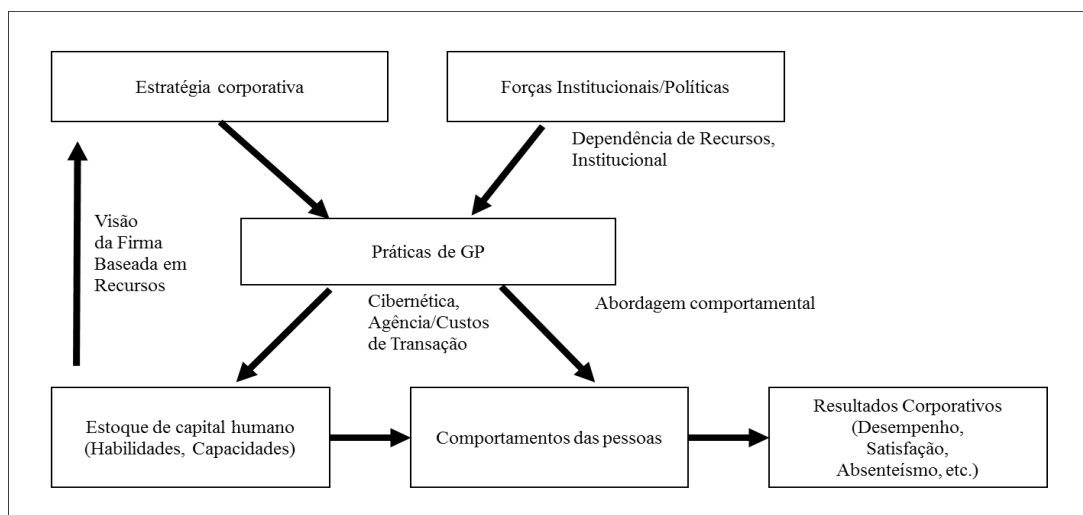 Estratégia corporativa
Forças Institucionais/Políticas
Dependência de Recursos,
Institucional
Visão
da Firma
Baseada em
Recursos
Práticas de GP
Cibernética,
Agência/Custos
de Transação
Abordagem comportamental
Estoque de capital humano
(Habilidades, Capacidades)
Comportamentos das pessoas
Resultados Corporativos
(Desempenho,
Satisfação,
Absenteísmo, etc.)